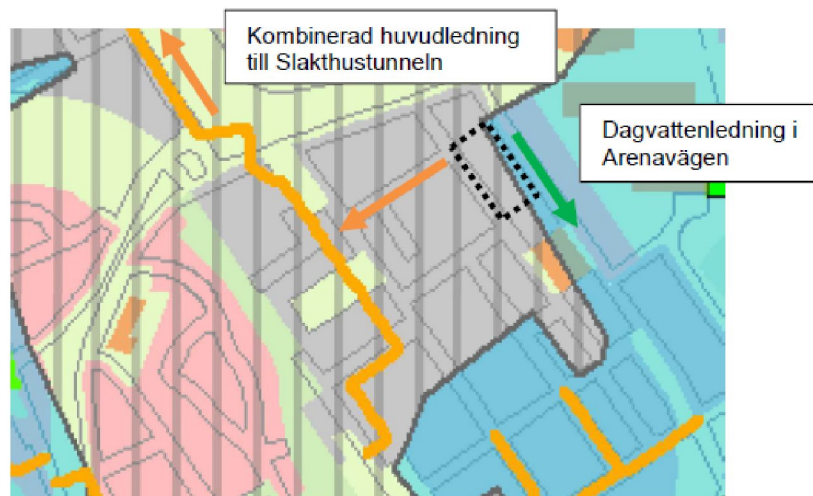 Kombinerad huvudledning
till Slakthustunneln
Dagvattenledning i
Arenavägen